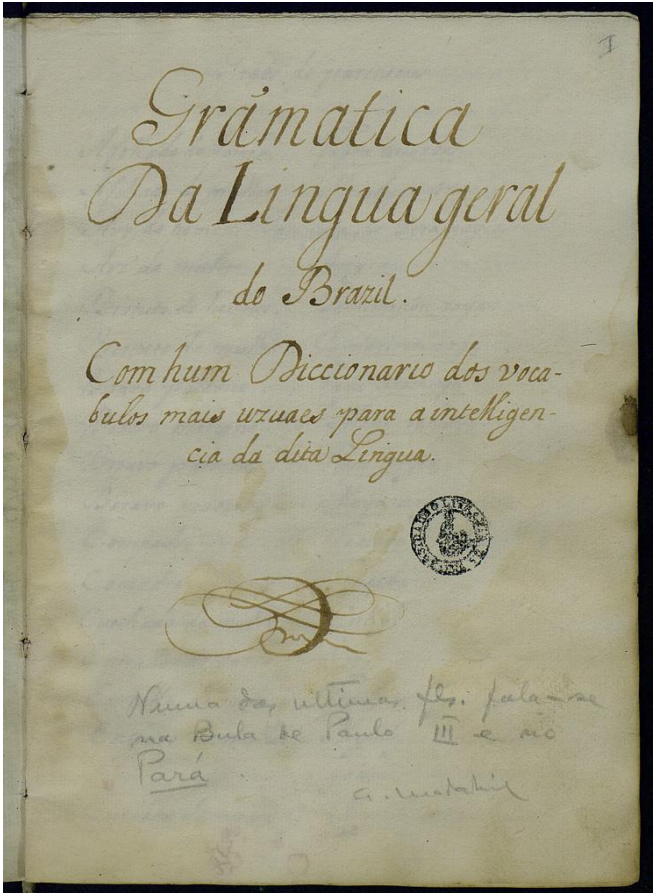 I
Grámatica
Da Lingua geral
do Brazil.
Com hum Diccionario dos voca-
bulos mais uzuaes para a intelligen-
cia da dita Lingua.
Numa das ultimas fls. fala-se
na Bula de Paulo III e no
Pará